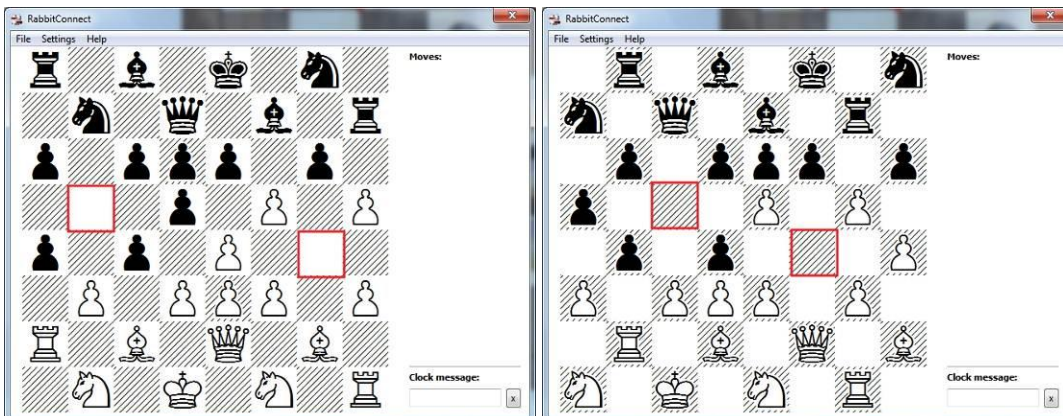 RabbitConnect
File Settings Help
Moves:
Clock message:
x
RabbitConnect
File Settings Help
Moves:
Clock message:
x